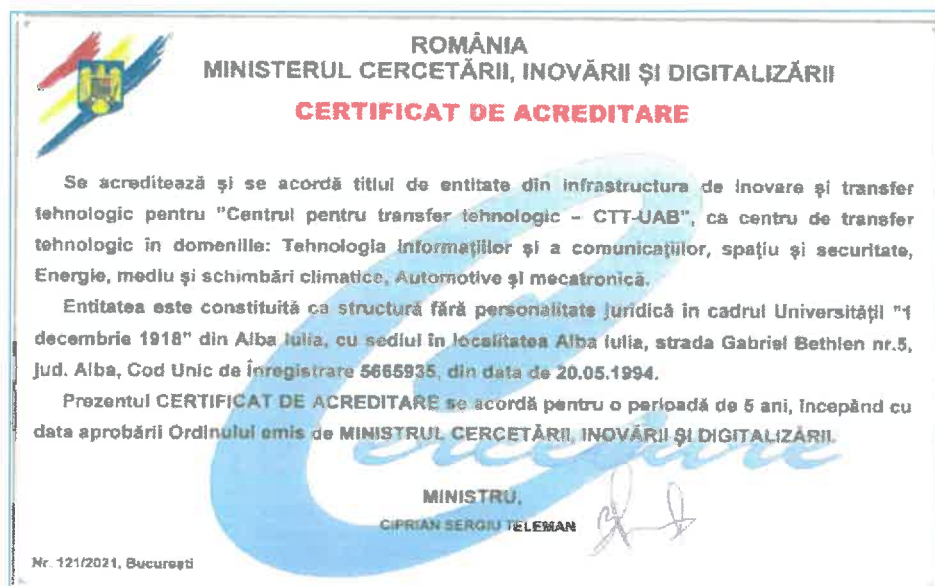 ROMÂNIA
MINISTERUL CERCETĂRII, INOVĂRII ȘI DIGITALIZĂRII
CERTIFICAT DE ACREDITARE
Se acreditează și se acordă titlul de entitate din infrastructura de inovare și transfer
tehnologic pentru "Centrul pentru transfer tehnologic – CTT-UAB", ca centru de transfer
tehnologic în domeniile: Tehnologia informațiilor și a comunicațiilor, spațiu și securitate,
Energie, mediu și schimbări climatice, Automotive și mecatronică.
Entitatea este constituită ca structură fără personalitate juridică în cadrul Universității "1
decembrie 1918" din Alba Iulia, cu sediul în localitatea Alba Iulia, strada Gabriel Bethlen nr.5,
jud. Alba, Cod Unic de Înregistrare 5665935, din data de 20.05.1994.
Prezentul CERTIFICAT DE ACREDITARE se acordă pentru o perioadă de 5 ani, începând cu
data aprobării Ordinului emis de MINISTRUL CERCETĂRII, INOVĂRII ȘI DIGITALIZĂRII.
Cercetare
MINISTRU,
CIPRIAN SERGIU TELEMAN
Nr. 121/2021, București